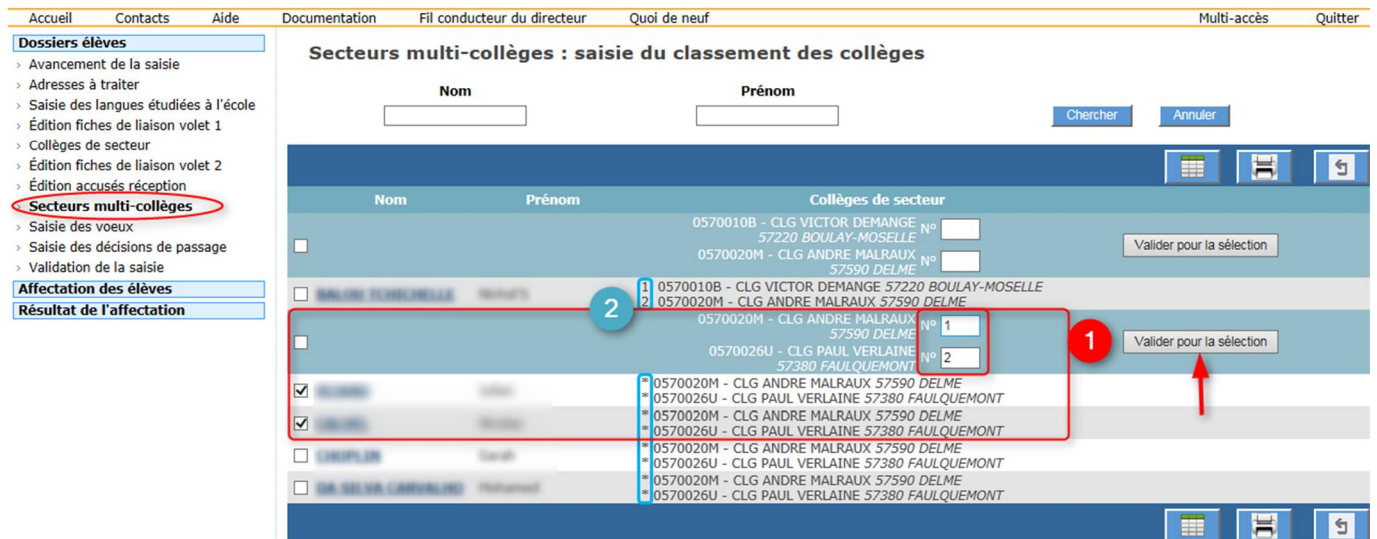 Accueil Contacts Aide Documentation Fil conducteur du directeur Quoi de neuf Multi-accès Quitter
Dossiers élèves
› Avancement de la saisie
› Adresses à traiter
› Saisie des langues étudiées à l'école
› Édition fiches de liaison volet 1
› Collèges de secteur
› Édition fiches de liaison volet 2
› Édition accusés réception
› Secteurs multi-collèges
› Saisie des voeux
› Saisie des décisions de passage
› Validation de la saisie
Affectation des élèves
Résultat de l'affectation
Secteurs multi-collèges : saisie du classement des collèges
Nom Prénom
Chercher Annuler
Nom Prénom Collèges de secteur
0570010B - CLG VICTOR DEMANGE N°
57220 BOULAY-MOSELLE
0570020M - CLG ANDRE MALRAUX N°
57590 DELME
Valider pour la sélection
1 0570010B - CLG VICTOR DEMANGE 57220 BOULAY-MOSELLE
2 0570020M - CLG ANDRE MALRAUX 57590 DELME
2
0570020M - CLG ANDRE MALRAUX N° 1
57590 DELME
0570026U - CLG PAUL VERLAINE N° 2
57380 FAULQUEMONT
1
Valider pour la sélection
* 0570020M - CLG ANDRE MALRAUX 57590 DELME
* 0570026U - CLG PAUL VERLAINE 57380 FAULQUEMONT
* 0570020M - CLG ANDRE MALRAUX 57590 DELME
* 0570026U - CLG PAUL VERLAINE 57380 FAULQUEMONT
* 0570020M - CLG ANDRE MALRAUX 57590 DELME
* 0570026U - CLG PAUL VERLAINE 57380 FAULQUEMONT
* 0570020M - CLG ANDRE MALRAUX 57590 DELME
* 0570026U - CLG PAUL VERLAINE 57380 FAULQUEMONT